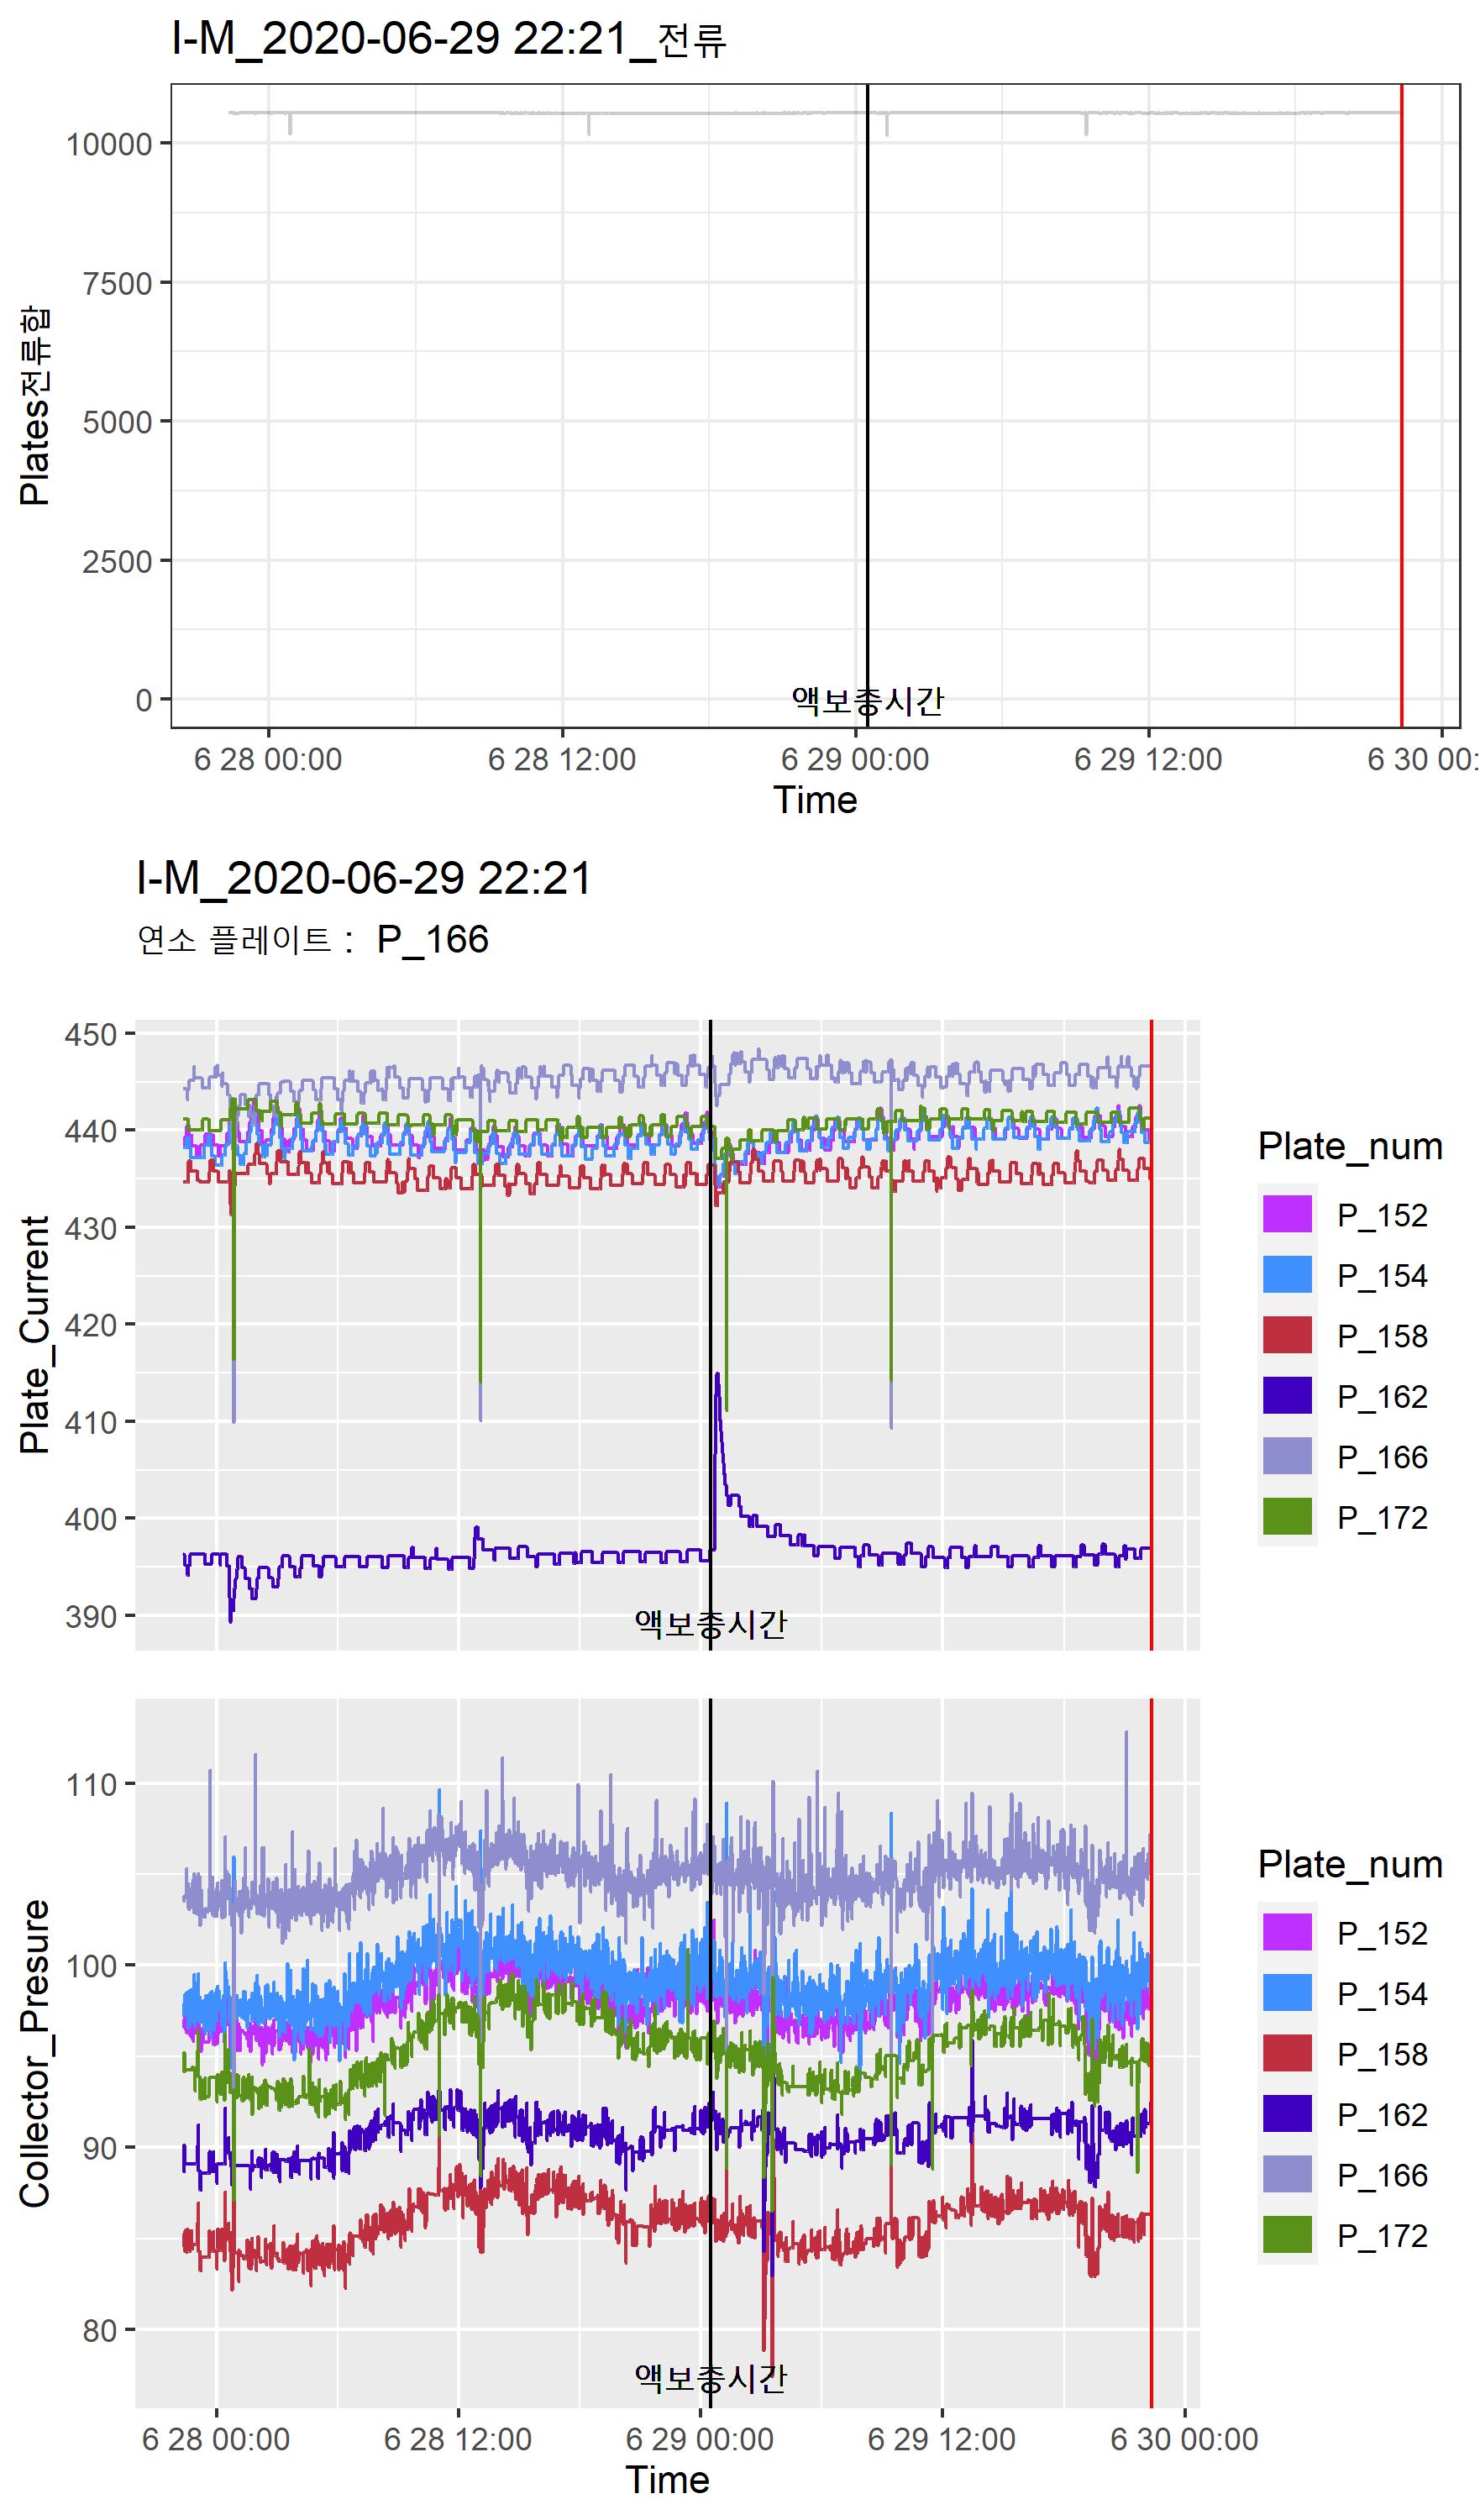 I-M_2020-06-29 22:21_전류
Plates전류합
10000
7500
5000
2500
0
액보충시간
6 28 00:00
6 28 12:00
6 29 00:00
6 29 12:00
6 30 00:
Time
I-M_2020-06-29 22:21
연소 플레이트 : P_166
Plate_Current
450
440
430
420
410
400
390
액보충시간
Plate_num
P_152
P_154
P_158
P_162
P_166
P_172
Collector_Presure
110
100
90
80
액보충시간
6 28 00:00
6 28 12:00
6 29 00:00
6 29 12:00
6 30 00:00
Time
Plate_num
P_152
P_154
P_158
P_162
P_166
P_172